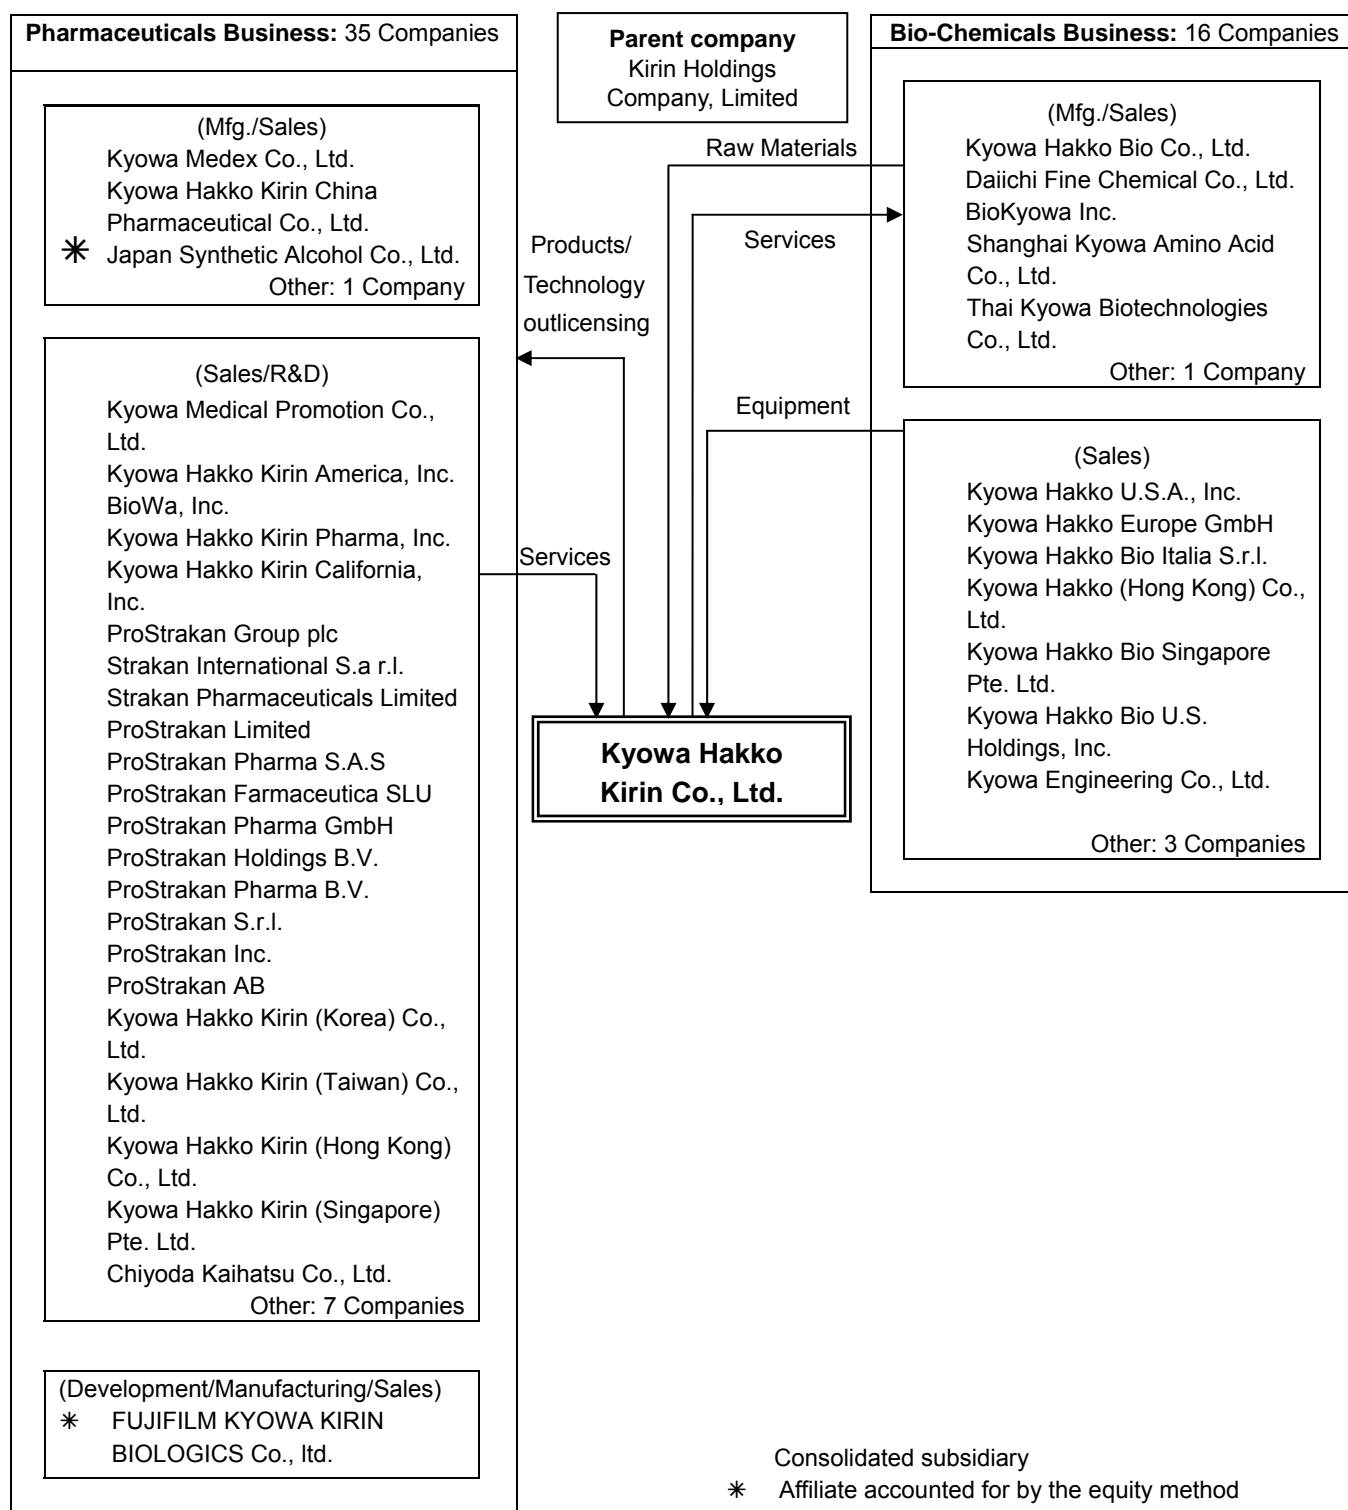 Pharmaceuticals Business: 35 Companies
(Mfg./Sales)
Kyowa Medex Co., Ltd.
Kyowa Hakko Kirin China
Pharmaceutical Co., Ltd.
✳ Japan Synthetic Alcohol Co., Ltd.
Other: 1 Company
(Sales/R&D)
Kyowa Medical Promotion Co.,
Ltd.
Kyowa Hakko Kirin America, Inc.
BioWa, Inc.
Kyowa Hakko Kirin Pharma, Inc.
Kyowa Hakko Kirin California,
Inc.
ProStrakan Group plc
Strakan International S.a r.l.
Strakan Pharmaceuticals Limited
ProStrakan Limited
ProStrakan Pharma S.A.S
ProStrakan Farmaceutica SLU
ProStrakan Pharma GmbH
ProStrakan Holdings B.V.
ProStrakan Pharma B.V.
ProStrakan S.r.l.
ProStrakan Inc.
ProStrakan AB
Kyowa Hakko Kirin (Korea) Co.,
Ltd.
Kyowa Hakko Kirin (Taiwan) Co.,
Ltd.
Kyowa Hakko Kirin (Hong Kong)
Co., Ltd.
Kyowa Hakko Kirin (Singapore)
Pte. Ltd.
Chiyoda Kaihatsu Co., Ltd.
Other: 7 Companies
(Development/Manufacturing/Sales)
✳ FUJIFILM KYOWA KIRIN
BIOLOGICS Co., ltd.
Parent company
Kirin Holdings
Company, Limited
Raw Materials
Services
Products/
Technology
outlicensing
Equipment
Services
Kyowa Hakko
Kirin Co., Ltd.
Bio-Chemicals Business: 16 Companies
(Mfg./Sales)
Kyowa Hakko Bio Co., Ltd.
Daiichi Fine Chemical Co., Ltd.
BioKyowa Inc.
Shanghai Kyowa Amino Acid
Co., Ltd.
Thai Kyowa Biotechnologies
Co., Ltd.
Other: 1 Company
(Sales)
Kyowa Hakko U.S.A., Inc.
Kyowa Hakko Europe GmbH
Kyowa Hakko Bio Italia S.r.l.
Kyowa Hakko (Hong Kong) Co.,
Ltd.
Kyowa Hakko Bio Singapore
Pte. Ltd.
Kyowa Hakko Bio U.S.
Holdings, Inc.
Kyowa Engineering Co., Ltd.
Other: 3 Companies
Consolidated subsidiary
✳ Affiliate accounted for by the equity method